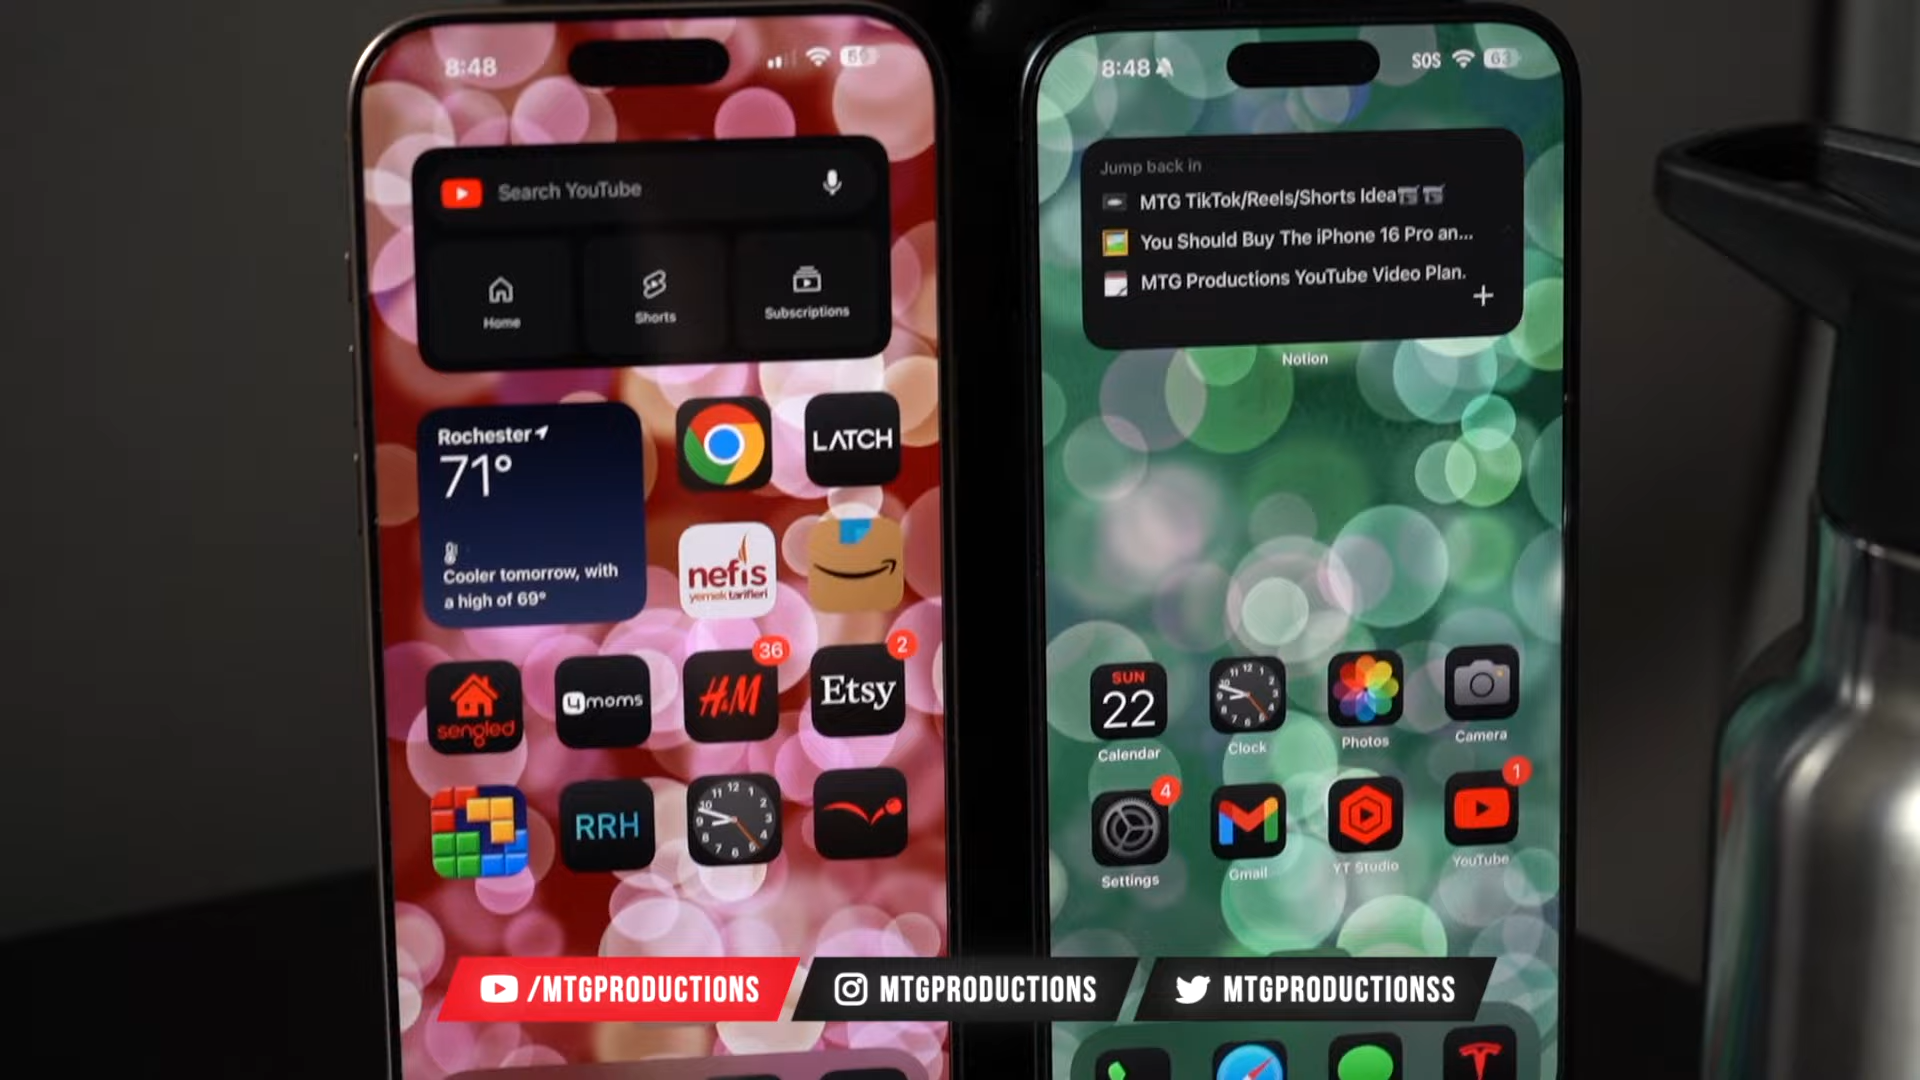 8:48
Search YouTube
Home
Shorts
Subscriptions
Rochester
71°
Cooler tomorrow, with
a high of 69°
LATCH
nefis
yemek tarifleri
sengled
4moms
36
H&M
2
Etsy
RRH
8:48
SOS
63
Jump back in
MTG TikTok/Reels/Shorts Idea
You Should Buy The iPhone 16 Pro an...
MTG Productions YouTube Video Plan.
+
Notion
SUN
22
Calendar
Clock
Photos
Camera
4
Settings
Gmail
YT Studio
1
YouTube
/MTGPRODUCTIONS
MTGPRODUCTIONS
MTGPRODUCTIONSS